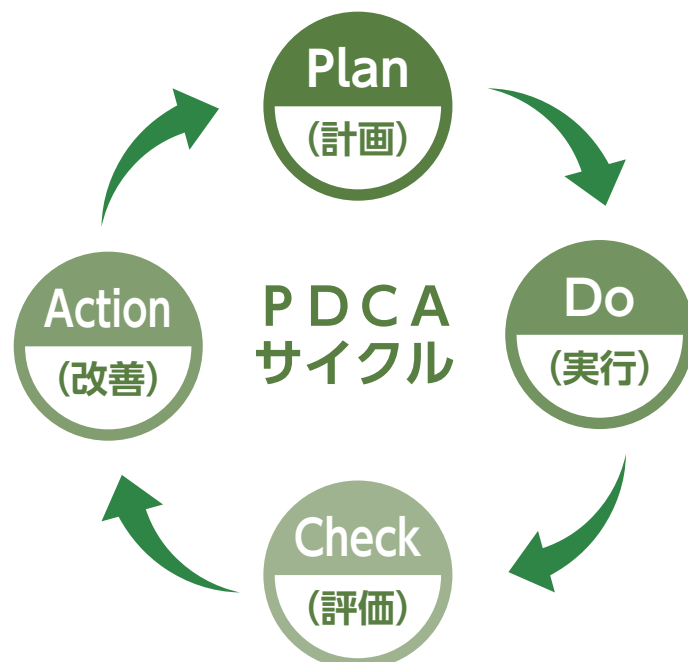 Plan
(計画)
Do
(実行)
Check
(評価)
Action
(改善)
PDCA
サイクル